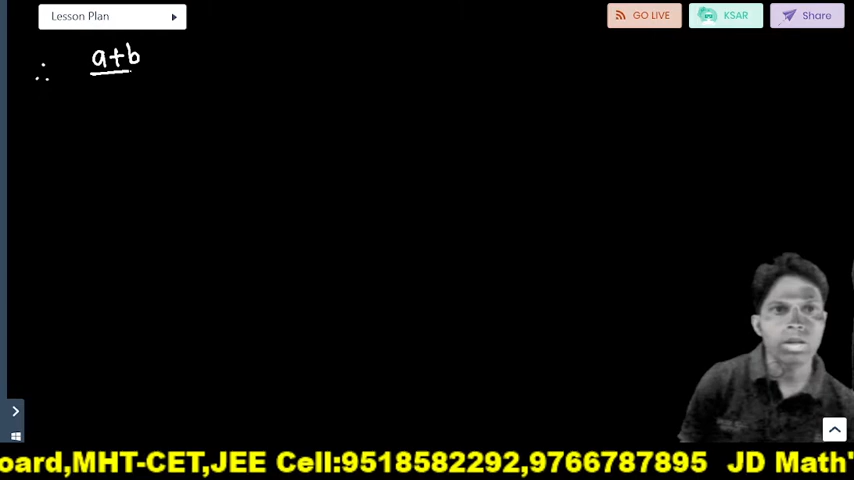 Lesson Plan
GO LIVE
KSAR
Share
∴ a+b
oard,MHT-CET,JEE Cell:9518582292,9766787895 JD Math'